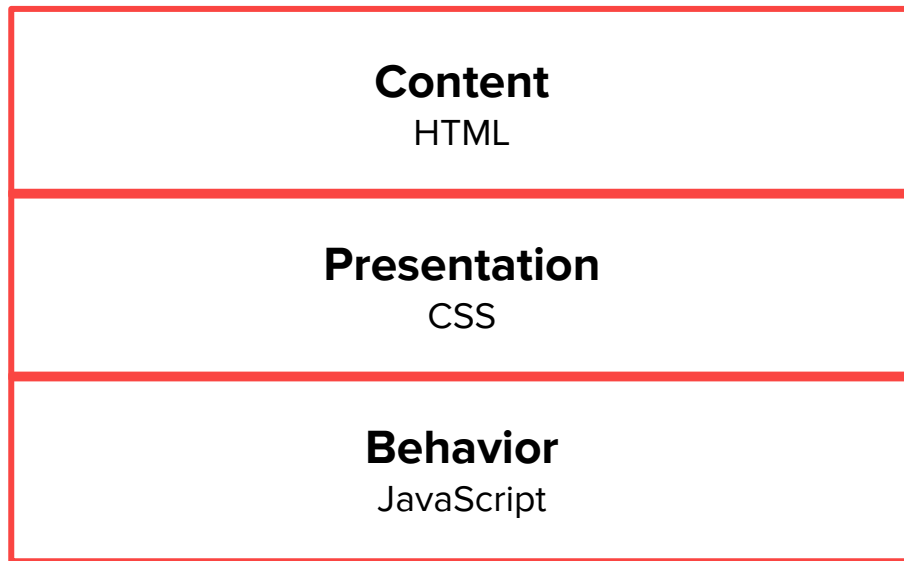 Content
HTML
Presentation
CSS
Behavior
JavaScript